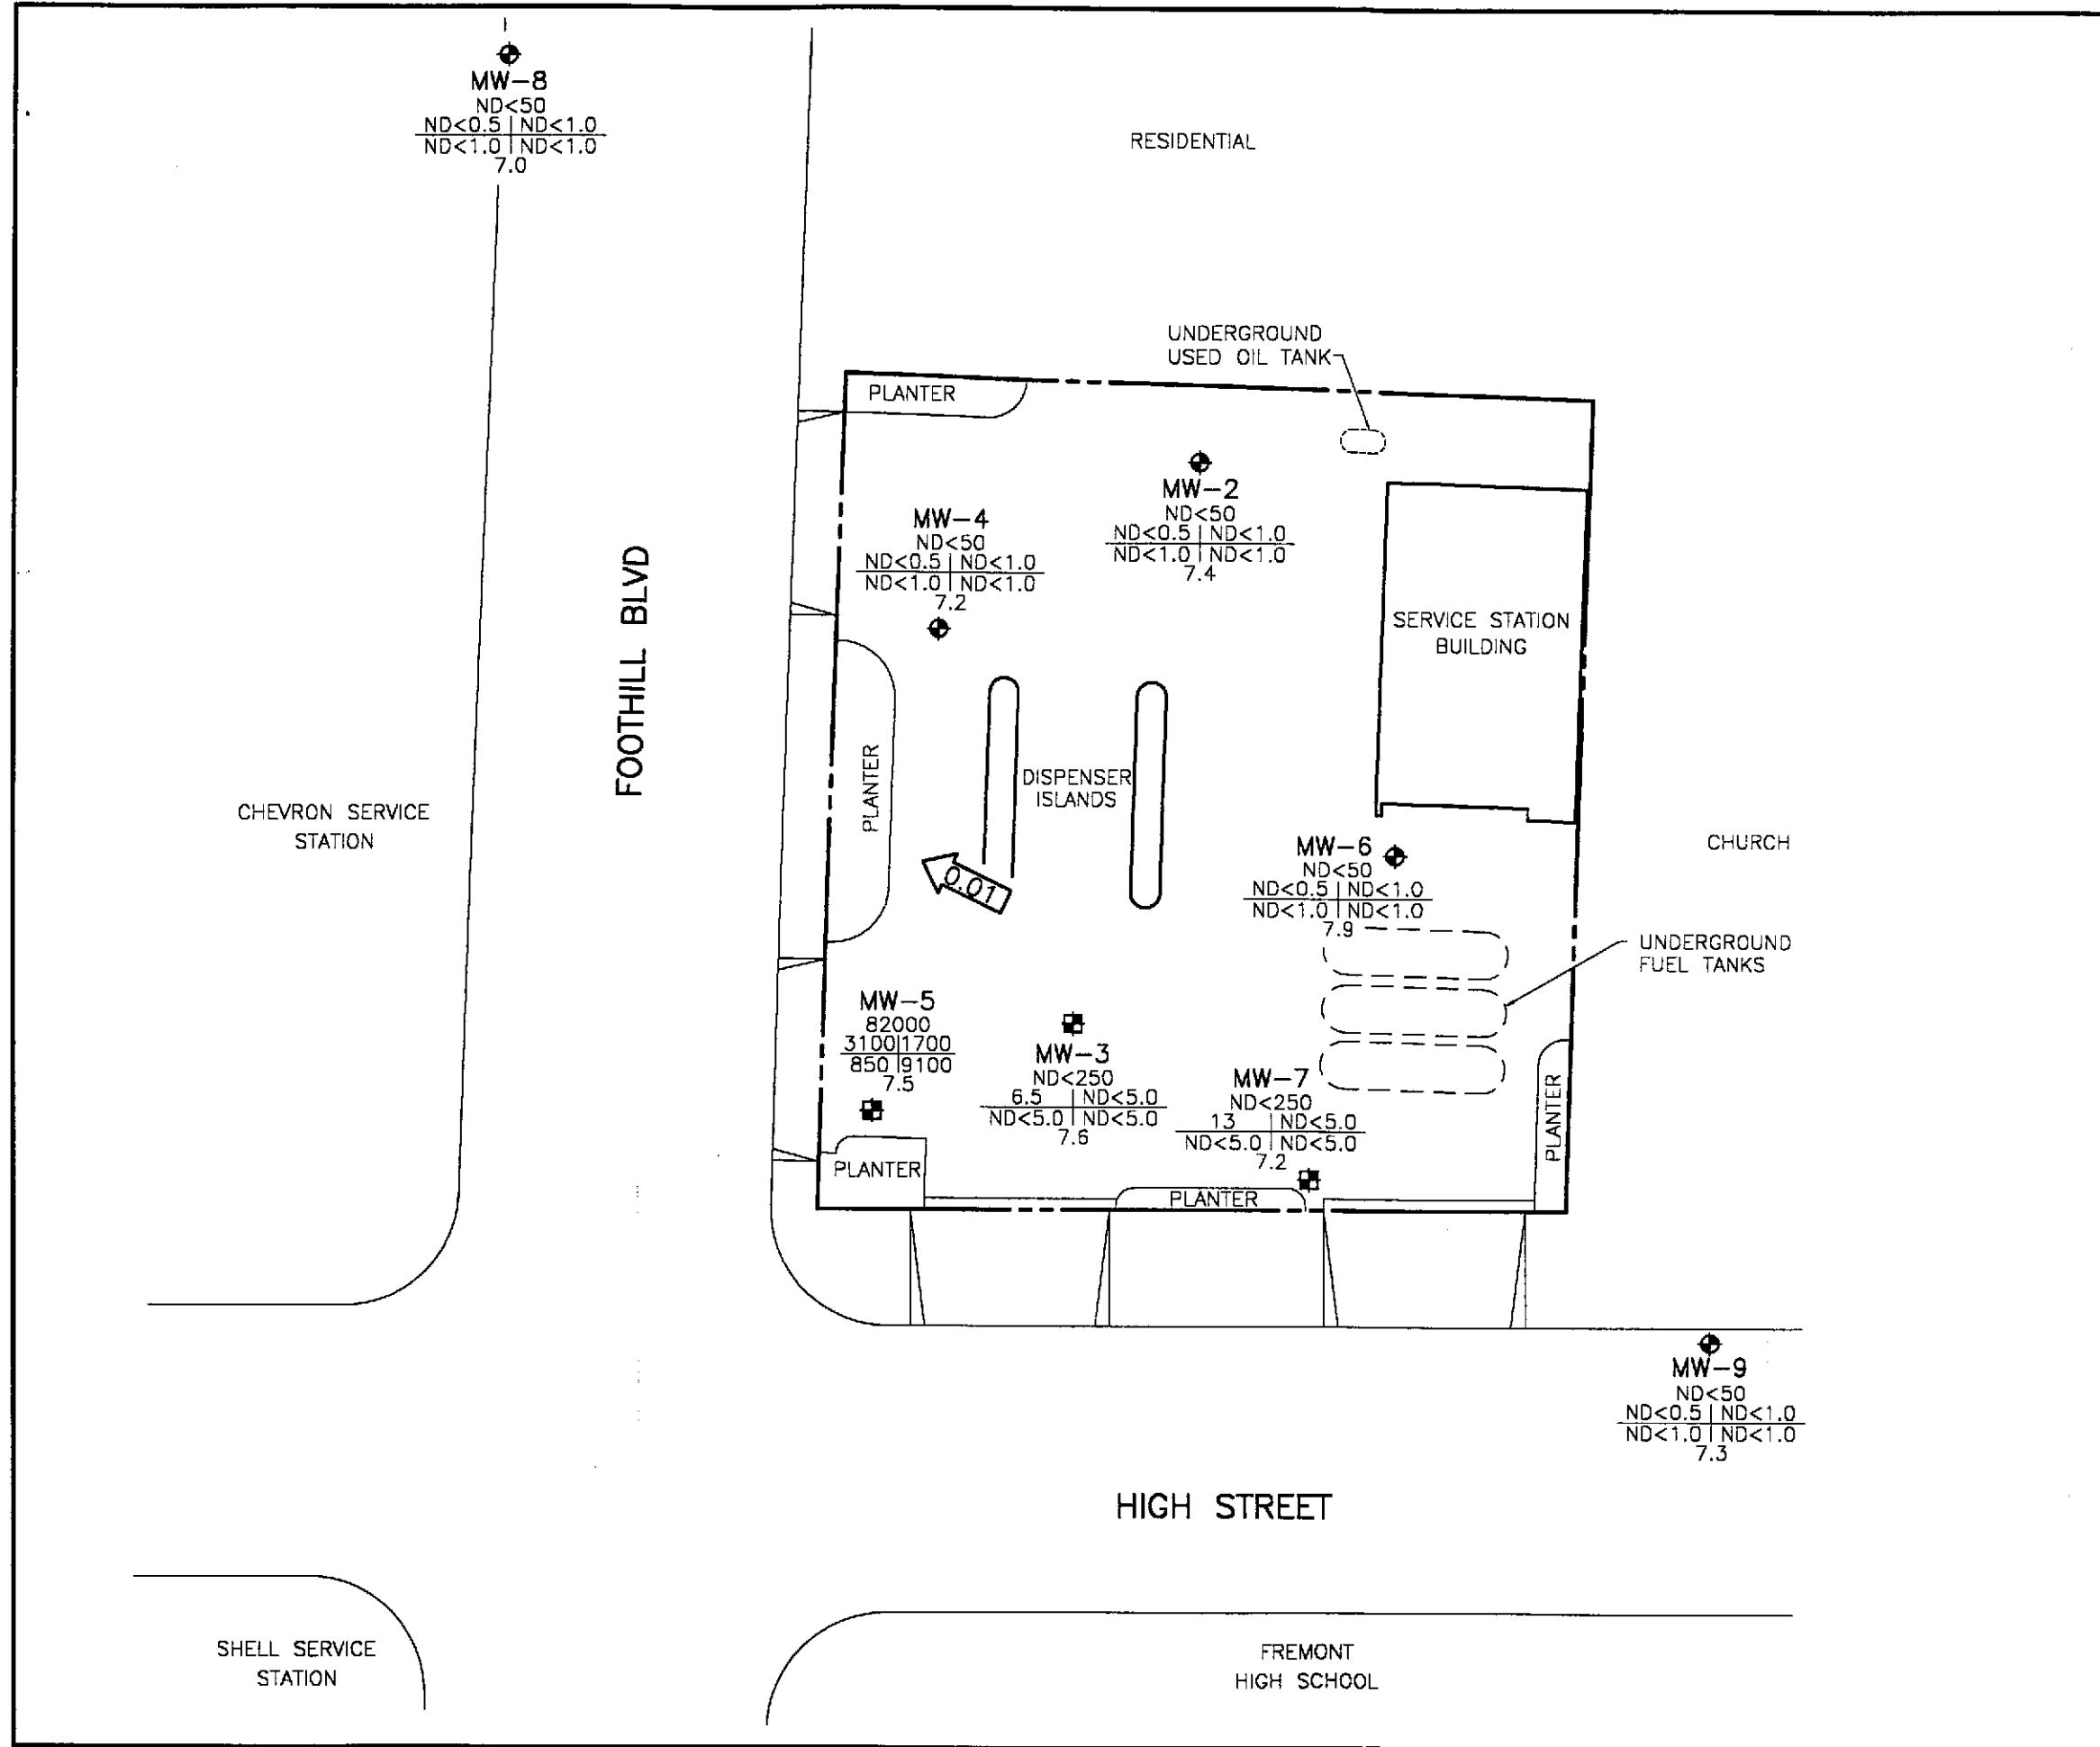 MW-8
ND<50
ND<0.5 | ND<1.0
ND<1.0 | ND<1.0
7.0
RESIDENTIAL
UNDERGROUND
USED OIL TANK
PLANTER
MW-2
ND<50
ND<0.5 | ND<1.0
ND<1.0 | ND<1.0
7.4
MW-4
ND<50
ND<0.5 | ND<1.0
ND<1.0 | ND<1.0
7.2
FOOTHILL BLVD
SERVICE STATION
BUILDING
PLANTER
DISPENSER
ISLANDS
CHEVRON SERVICE
STATION
CHURCH
0.01
MW-6
ND<50
ND<0.5 | ND<1.0
ND<1.0 | ND<1.0
7.9
UNDERGROUND
FUEL TANKS
MW-5
82000
3100|1700
850|9100
7.5
MW-3
ND<250
6.5 | ND<5.0
ND<5.0 | ND<5.0
7.6
MW-7
ND<250
13 | ND<5.0
ND<5.0 | ND<5.0
7.2
PLANTER
PLANTER
PLANTER
MW-9
ND<50
ND<0.5 | ND<1.0
ND<1.0 | ND<1.0
7.3
HIGH STREET
SHELL SERVICE
STATION
FREMONT
HIGH SCHOOL